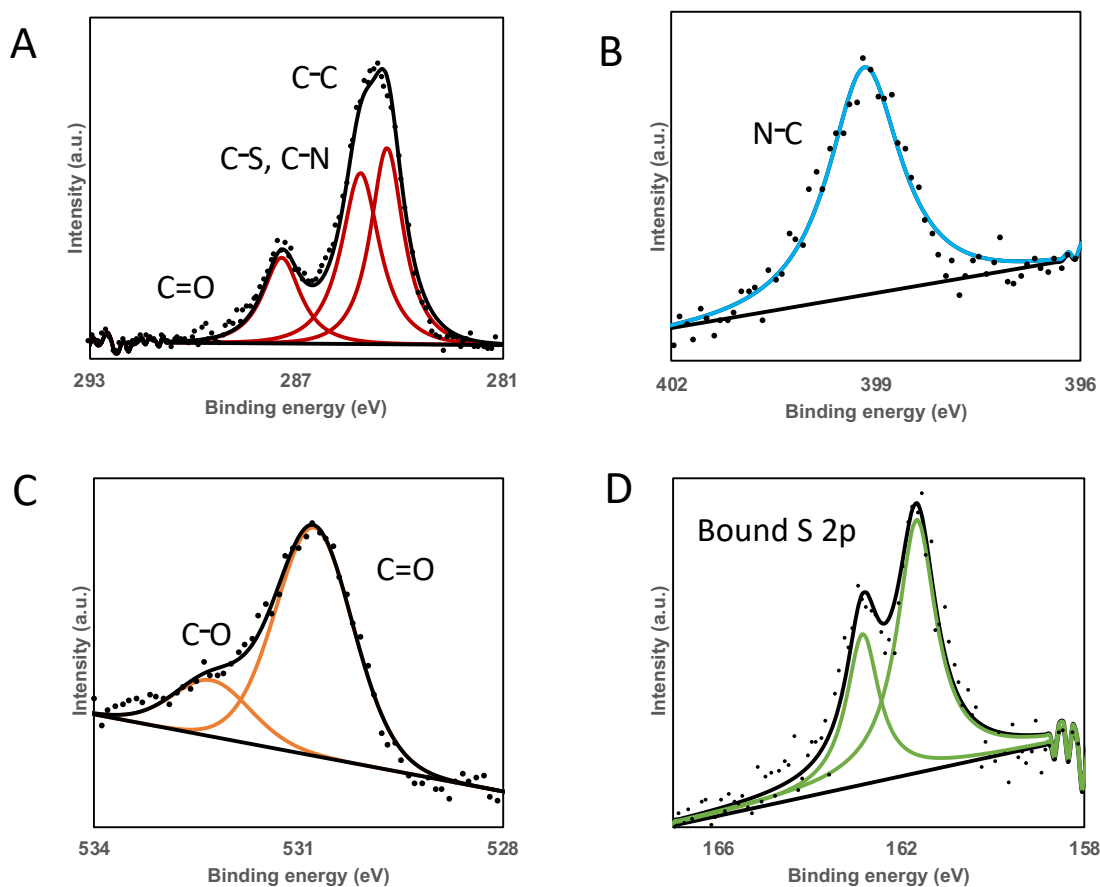 A
C-C
C-S, C-N
C=O
Intensity (a.u.)
293
287
281
Binding energy (eV)
B
N-C
Intensity (a.u.)
402
399
396
Binding energy (eV)
C
C=O
C-O
Intensity (a.u.)
534
531
528
Binding energy (eV)
D
Bound S 2p
Intensity (a.u.)
166
162
158
Binding energy (eV)